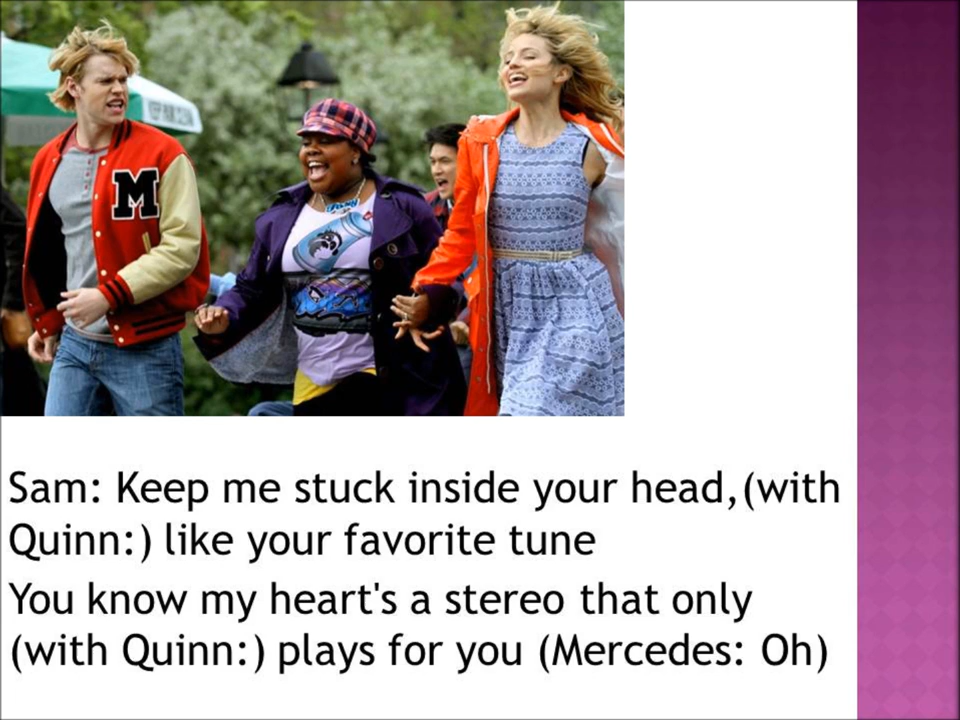 M
Sam: Keep me stuck inside your head,(with
Quinn:) like your favorite tune
You know my heart's a stereo that only
(with Quinn:) plays for you (Mercedes: Oh)